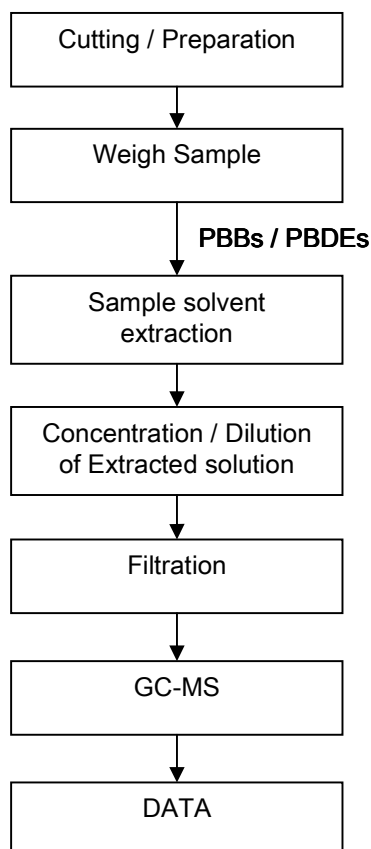 Cutting / Preparation
Weigh Sample
PBBs / PBDEs
Sample solvent
extraction
Concentration / Dilution
of Extracted solution
Filtration
GC-MS
DATA